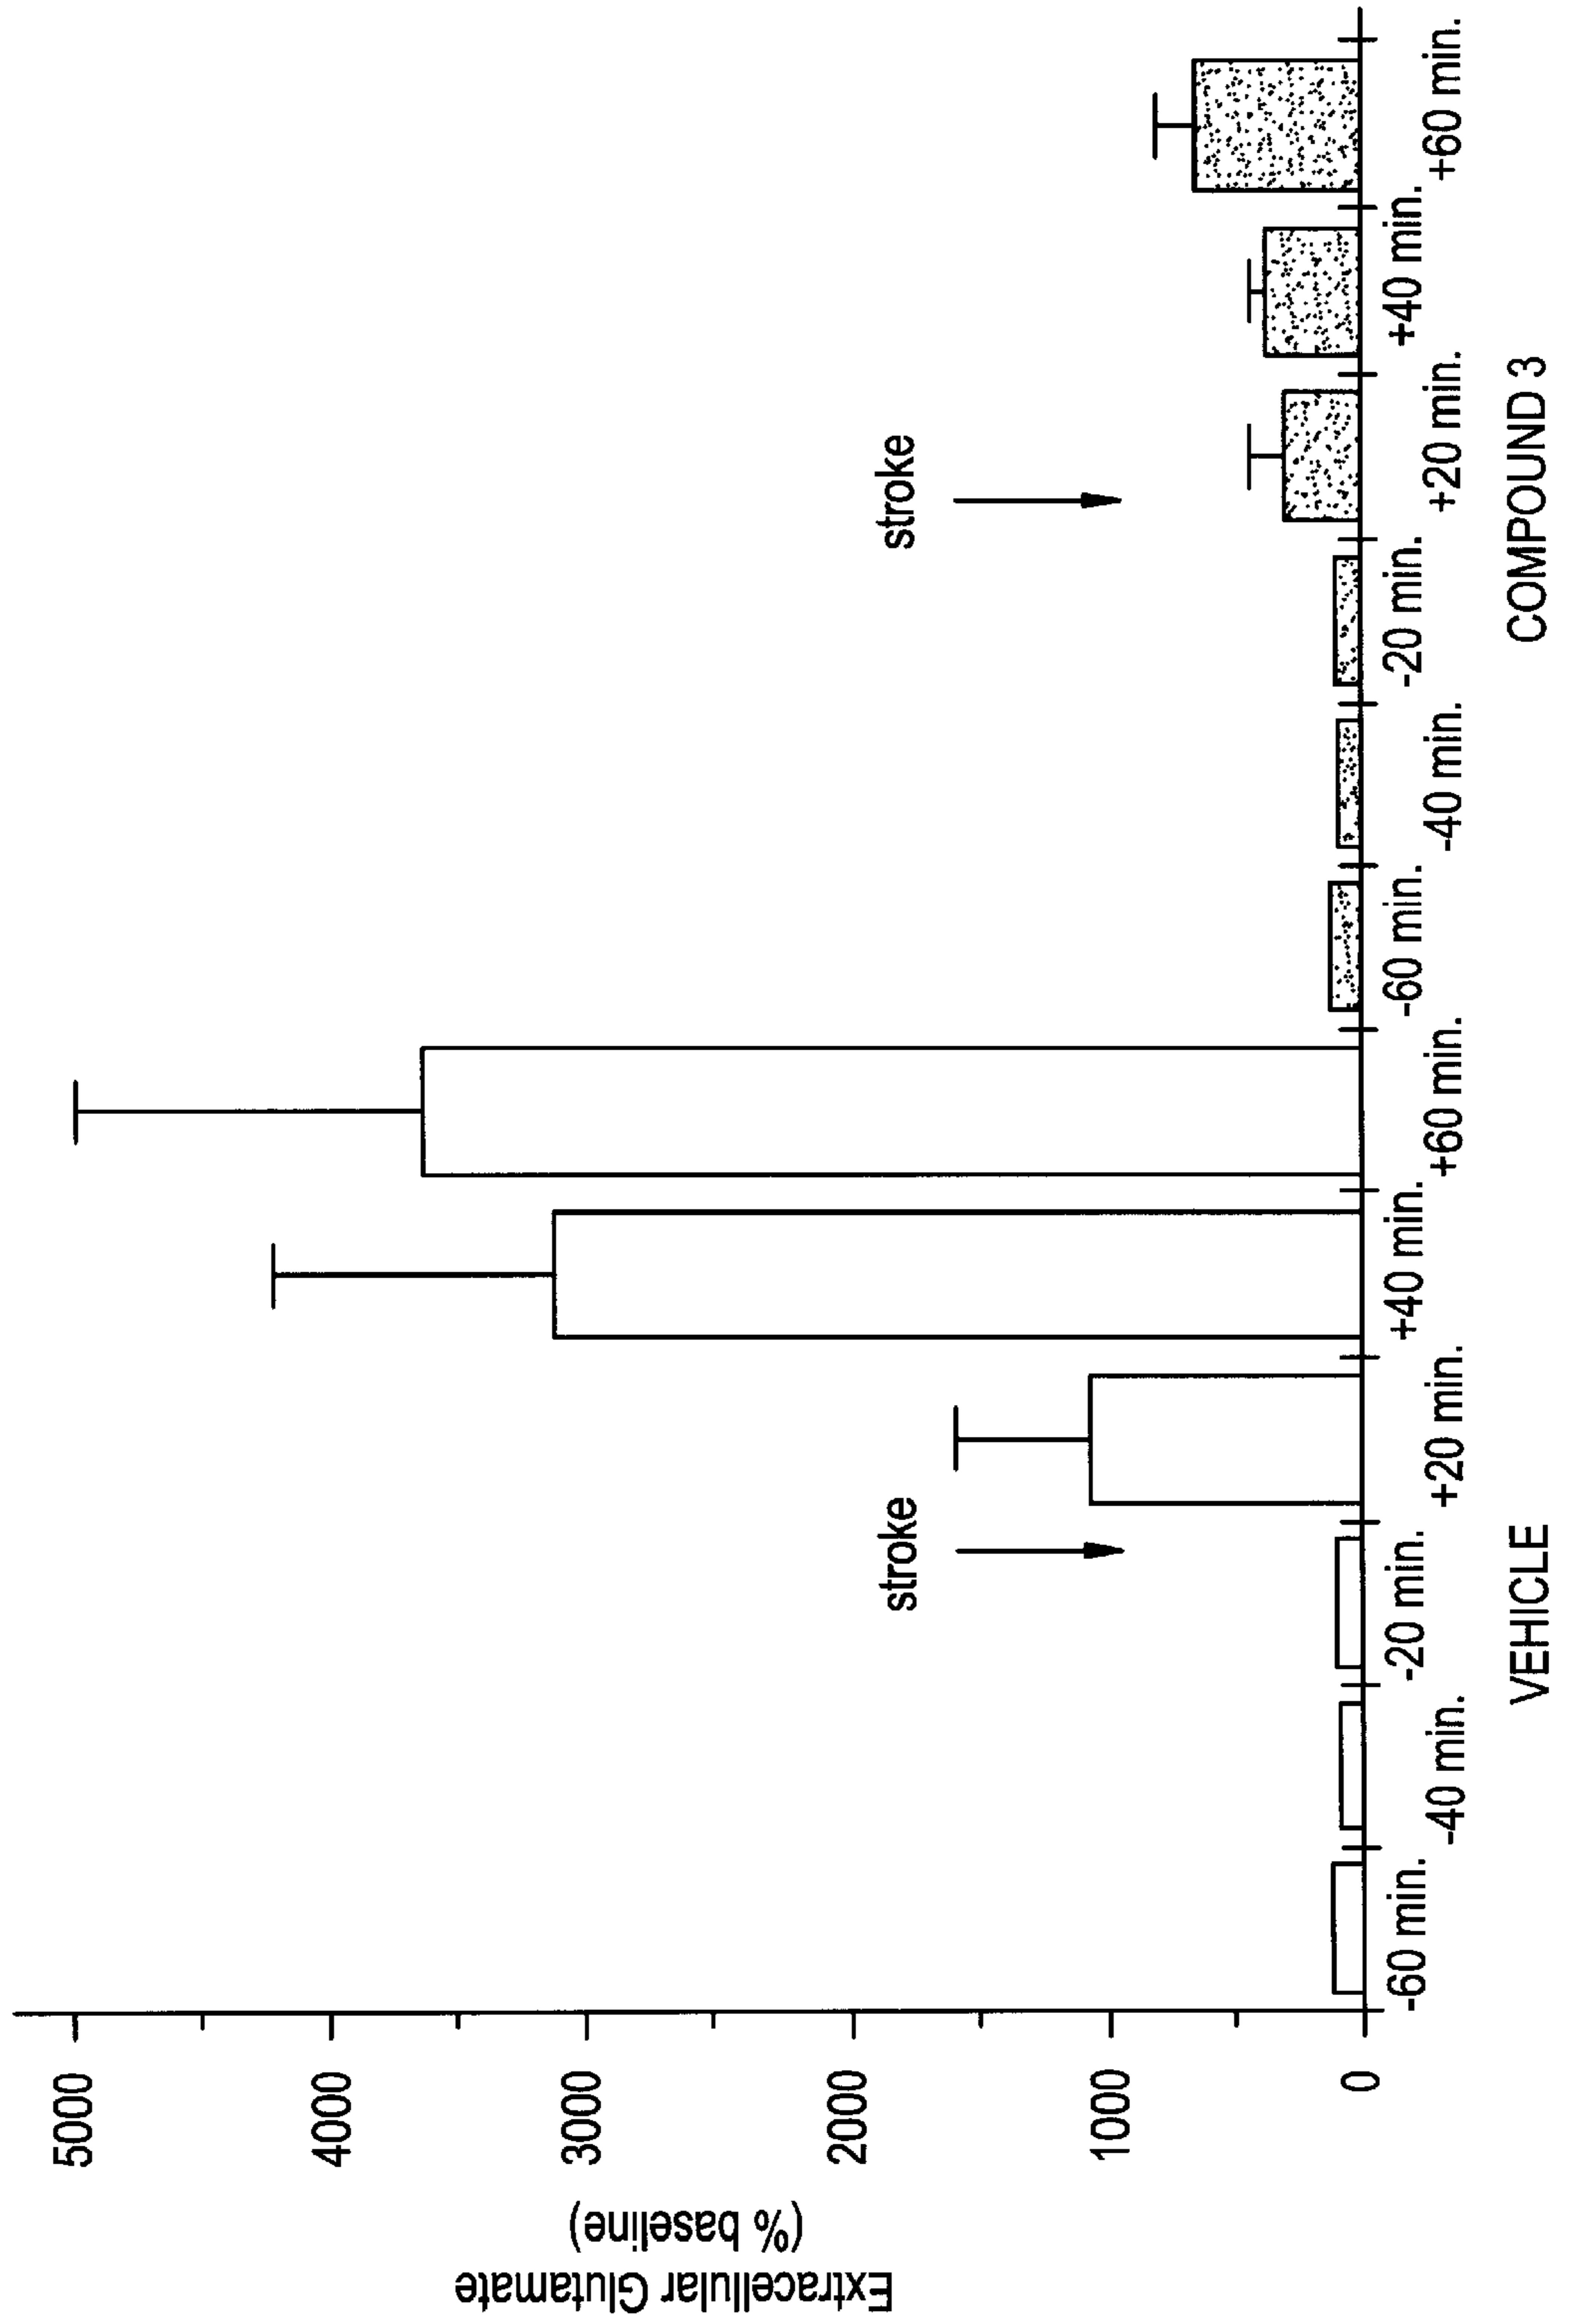 Extracellular Glutamate
(% baseline)
5000
4000
3000
2000
1000
0
stroke
stroke
-60 min.
-40 min.
-20 min.
+20 min.
+40 min.
+60 min.
-60 min.
-40 min.
-20 min.
+20 min.
+40 min.
+60 min.
VEHICLE
COMPOUND 3